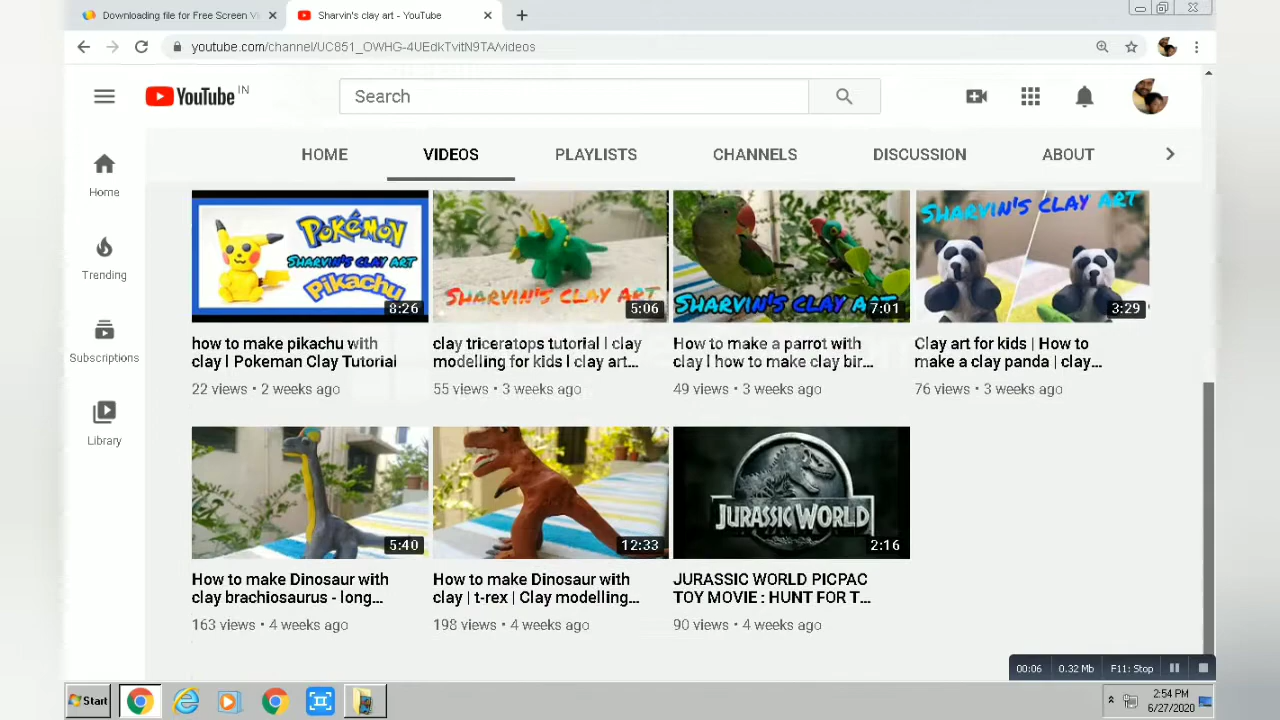 Downloading file for Free Screen Vi
Sharvin's clay art - YouTube
youtube.com/channel/UC851_OWHG-4UEdkTvitN9TA/videos
YouTube IN
Search
HOME
VIDEOS
PLAYLISTS
CHANNELS
DISCUSSION
ABOUT
Home
Trending
Subscriptions
Library
POKéMON
SHARVIN'S CLAY ART
Pikachu
8:26
SHARVIN'S CLAY ART
5:06
SHARVIN'S CLAY ART
7:01
SHARVIN'S CLAY ART
3:29
how to make pikachu with
clay l Pokeman Clay Tutorial
22 views • 2 weeks ago
clay triceratops tutorial l clay
modelling for kids l clay art...
55 views • 3 weeks ago
How to make a parrot with
clay l how to make clay bir...
49 views • 3 weeks ago
Clay art for kids | How to
make a clay panda | clay...
76 views • 3 weeks ago
5:40
12:33
JURASSIC WORLD
2:16
How to make Dinosaur with
clay brachiosaurus - long...
163 views • 4 weeks ago
How to make Dinosaur with
clay | t-rex | Clay modelling...
198 views • 4 weeks ago
JURASSIC WORLD PICPAC
TOY MOVIE : HUNT FOR T...
90 views • 4 weeks ago
00:06
0.32 Mb
F11: Stop
Start
2:54 PM
6/27/2020